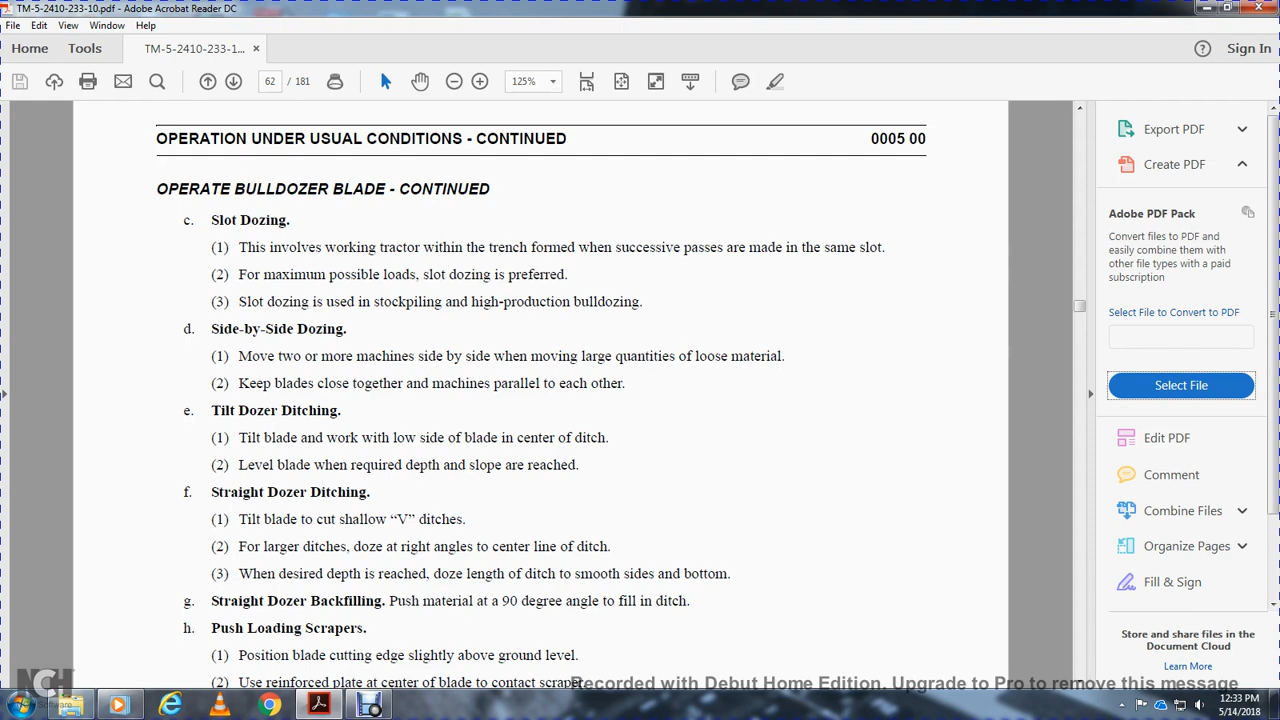 TM-5-2410-233-10.pdf - Adobe Acrobat Reader DC
File Edit View Window Help
Home Tools TM-5-2410-233-1... × Sign In
62 / 181 125%
OPERATION UNDER USUAL CONDITIONS - CONTINUED 0005 00
OPERATE BULLDOZER BLADE - CONTINUED
c. Slot Dozing.
(1) This involves working tractor within the trench formed when successive passes are made in the same slot.
(2) For maximum possible loads, slot dozing is preferred.
(3) Slot dozing is used in stockpiling and high-production bulldozing.
d. Side-by-Side Dozing.
(1) Move two or more machines side by side when moving large quantities of loose material.
(2) Keep blades close together and machines parallel to each other.
e. Tilt Dozer Ditching.
(1) Tilt blade and work with low side of blade in center of ditch.
(2) Level blade when required depth and slope are reached.
f. Straight Dozer Ditching.
(1) Tilt blade to cut shallow “V” ditches.
(2) For larger ditches, doze at right angles to center line of ditch.
(3) When desired depth is reached, doze length of ditch to smooth sides and bottom.
g. Straight Dozer Backfilling. Push material at a 90 degree angle to fill in ditch.
h. Push Loading Scrapers.
(1) Position blade cutting edge slightly above ground level.
(2) Use reinforced plate at center of blade to contact scraper.
Export PDF
Create PDF
Adobe PDF Pack
Convert files to PDF and
easily combine them with
other file types with a paid
subscription
Select File to Convert to PDF
Select File
Edit PDF
Comment
Combine Files
Organize Pages
Fill & Sign
Store and share files in the
Document Cloud
Learn More
Recorded with Debut Home Edition. Upgrade to Pro to remove this message
NCH Software
12:33 PM
5/14/2018